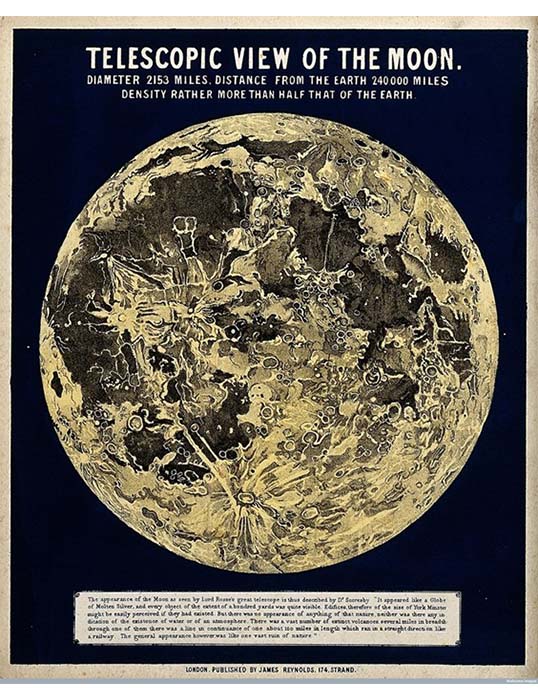 TELESCOPIC VIEW OF THE MOON.
DIAMETER 2153 MILES. DISTANCE FROM THE EARTH 240000 MILES
DENSITY RATHER MORE THAN HALF THAT OF THE EARTH.
The appearance of the Moon as seen by Lord Rosse's great telescope is thus described by Dr Scoresby "It appeared like a Globe
of Molten Silver, and every object of the extent of a hundred yards was quite visible. Edifices, therefore of the size of York Minster
might be easily perceived if they had existed. But there was no appearance of anything of that nature, neither was there any in-
dication of the existence of water or of an atmosphere. There was a vast number of extinct volcanoes several miles in breadth
through one of them there was a line in continuance of one about 100 miles in length which ran in a straight direction like
a railway. The general appearance however was like one vast ruin of nature."
LONDON. PUBLISHED BY JAMES REYNOLDS, 174, STRAND.